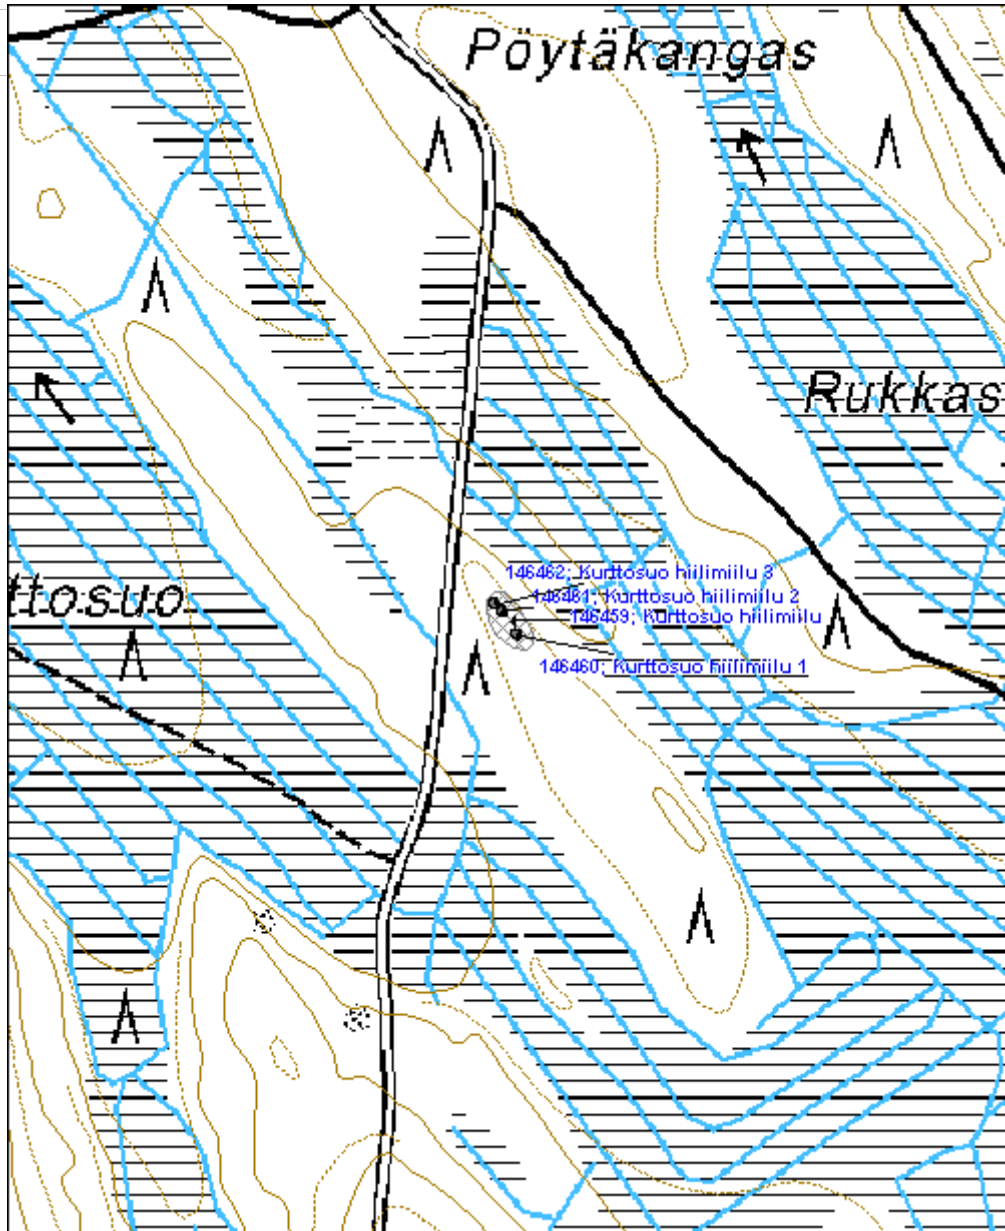 Pöytäkangas
Rukkas
146462; Kurttosuo hiilimiilu 3
146461; Kurttosuo hiilimiilu 2
ttosuo
146459; Kurttosuo hiilimiilu
146460; Kurttosuo hiilimiilu 1